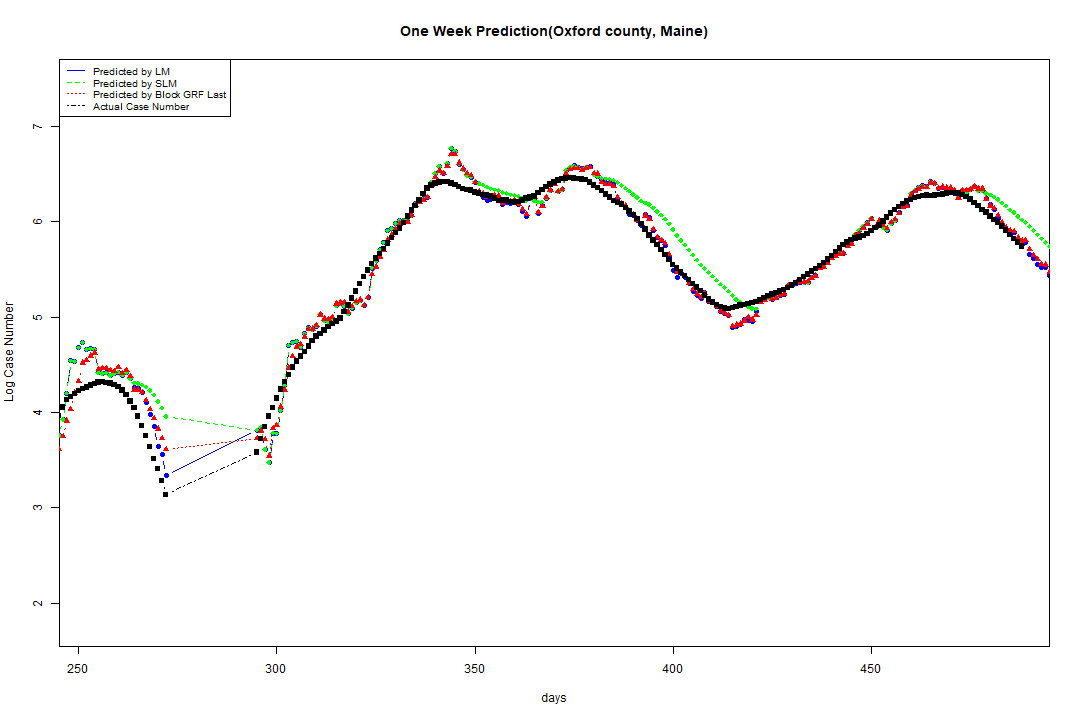 One Week Prediction(Oxford county, Maine)
Predicted by LM
Predicted by SLM
Predicted by Block GRF Last
Actual Case Number
7
6
5
4
3
2
Log Case Number
250 300 350 400 450
days